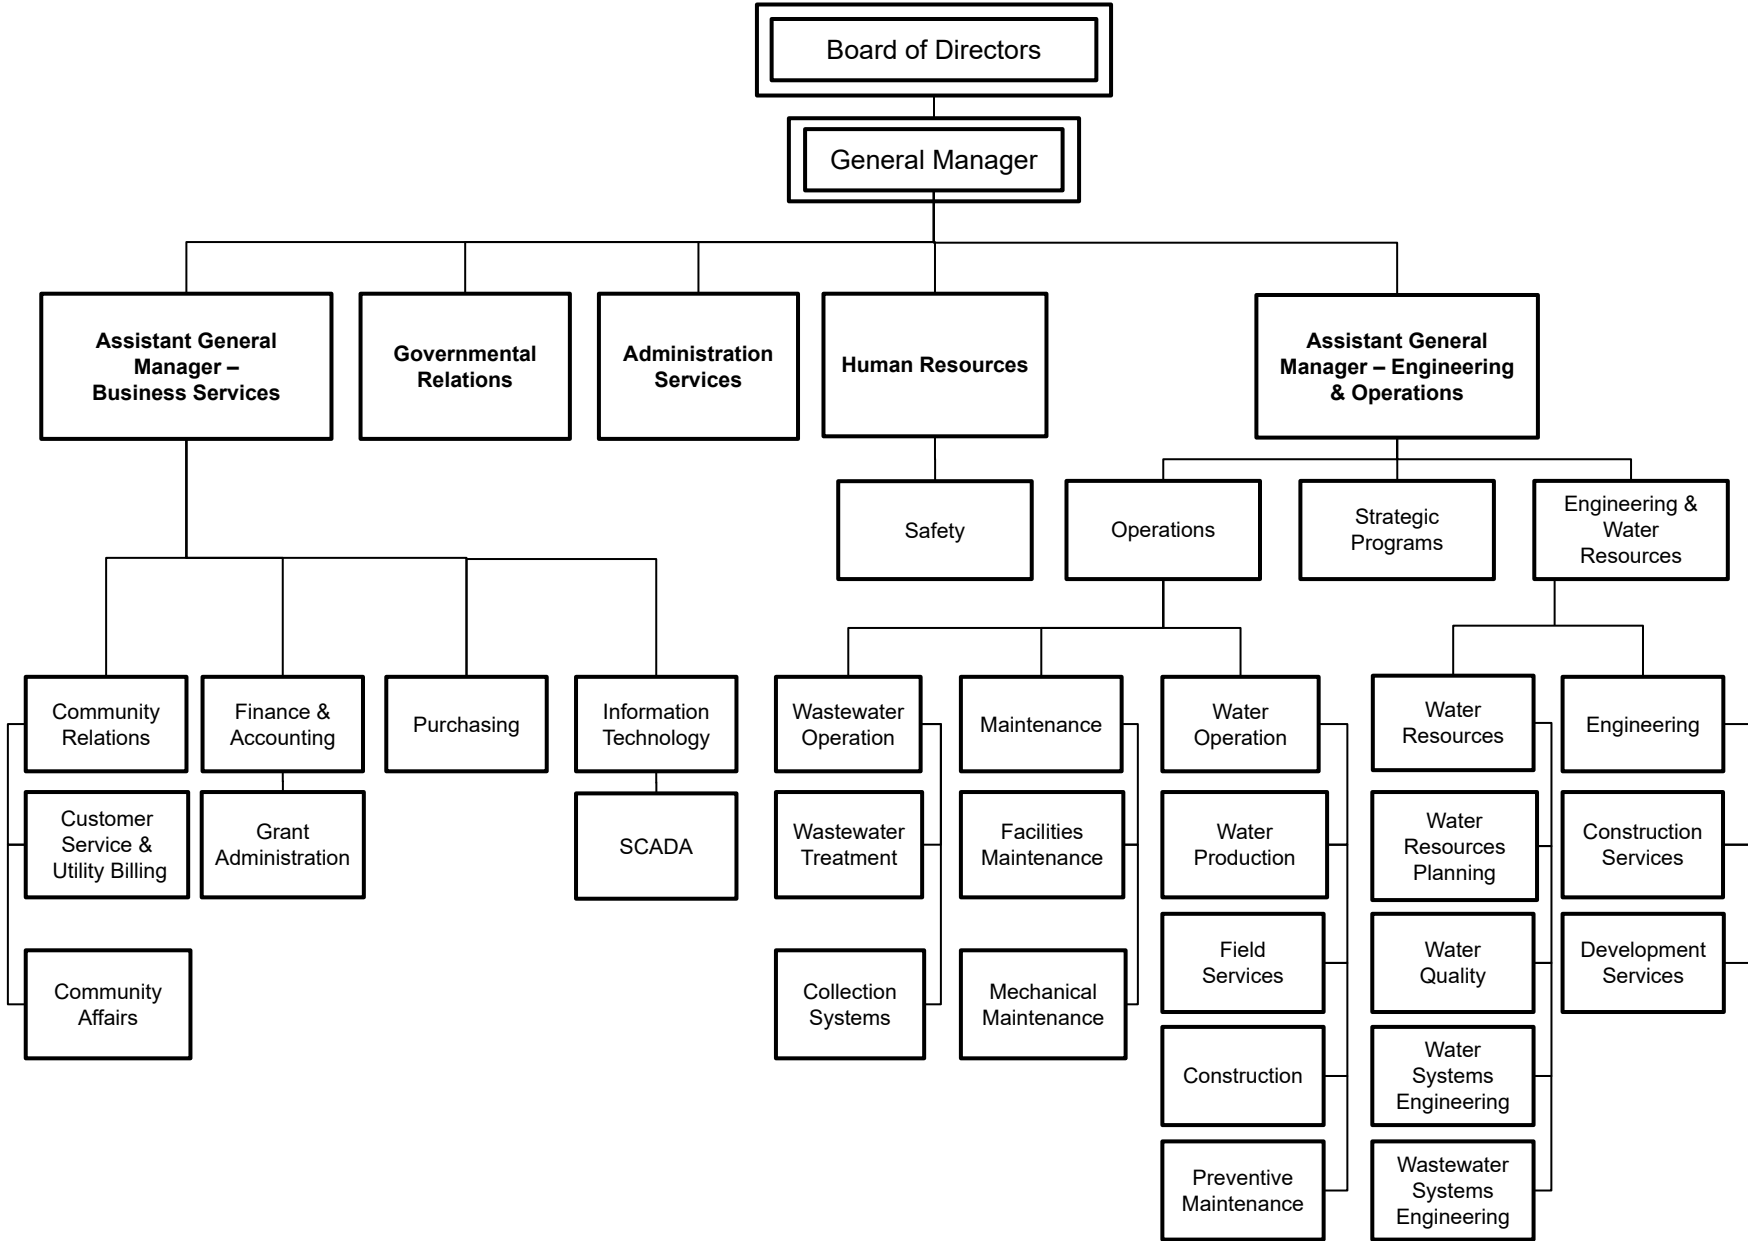 Board of Directors
General Manager
Assistant General
Manager –
Business Services
Governmental
Relations
Administration
Services
Human Resources
Assistant General
Manager – Engineering
& Operations
Safety
Operations
Strategic
Programs
Engineering &
Water
Resources
Community
Relations
Finance &
Accounting
Purchasing
Information
Technology
Wastewater
Operation
Maintenance
Water
Operation
Water
Resources
Engineering
Customer
Service &
Utility Billing
Grant
Administration
SCADA
Wastewater
Treatment
Facilities
Maintenance
Water
Production
Water
Resources
Planning
Construction
Services
Community
Affairs
Collection
Systems
Mechanical
Maintenance
Field
Services
Water
Quality
Development
Services
Construction
Water
Systems
Engineering
Preventive
Maintenance
Wastewater
Systems
Engineering